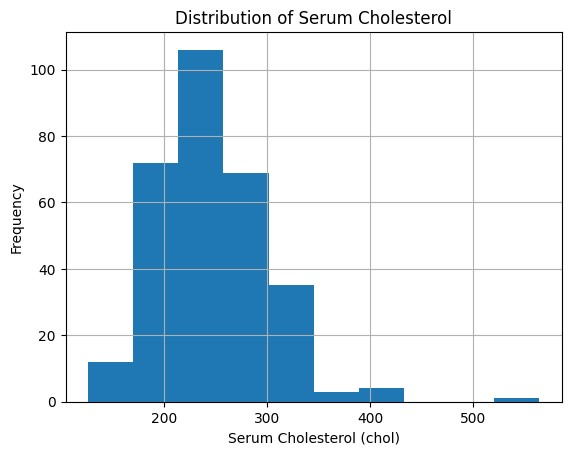 Distribution of Serum Cholesterol
100
80
60
40
20
0
Frequency
200 300 400 500
Serum Cholesterol (chol)